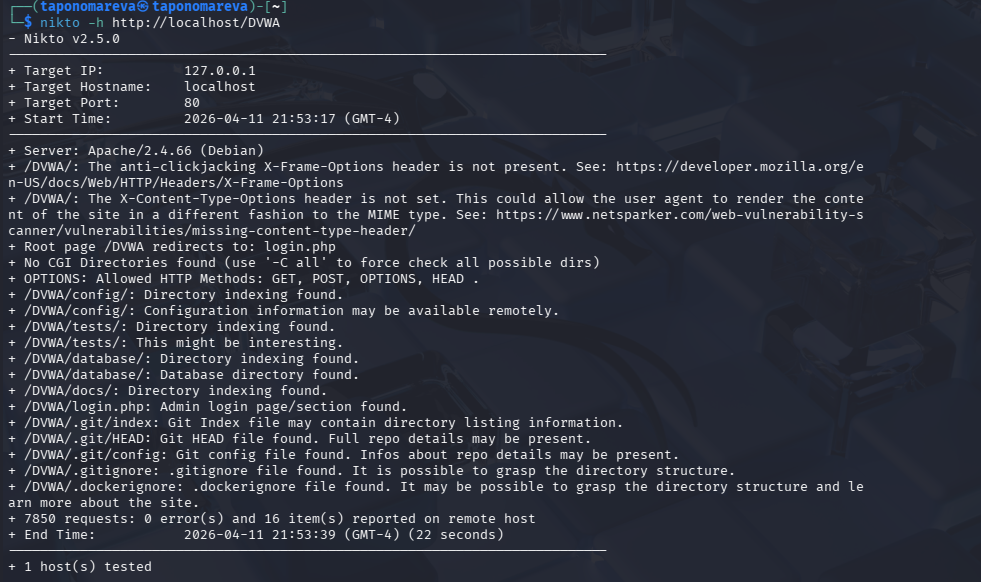 ┌──(taponomareva㉿taponomareva)-[~]
└─$ nikto -h http://localhost/DVWA
- Nikto v2.5.0
---------------------------------------------------------------------------
+ Target IP:          127.0.0.1
+ Target Hostname:    localhost
+ Target Port:        80
+ Start Time:         2026-04-11 21:53:17 (GMT-4)
---------------------------------------------------------------------------
+ Server: Apache/2.4.66 (Debian)
+ /DVWA/: The anti-clickjacking X-Frame-Options header is not present. See: https://developer.mozilla.org/e
n-US/docs/Web/HTTP/Headers/X-Frame-Options
+ /DVWA/: The X-Content-Type-Options header is not set. This could allow the user agent to render the conte
nt of the site in a different fashion to the MIME type. See: https://www.netsparker.com/web-vulnerability-s
canner/vulnerabilities/missing-content-type-header/
+ Root page /DVWA redirects to: login.php
+ No CGI Directories found (use '-C all' to force check all possible dirs)
+ OPTIONS: Allowed HTTP Methods: GET, POST, OPTIONS, HEAD .
+ /DVWA/config/: Directory indexing found.
+ /DVWA/config/: Configuration information may be available remotely.
+ /DVWA/tests/: Directory indexing found.
+ /DVWA/tests/: This might be interesting.
+ /DVWA/database/: Directory indexing found.
+ /DVWA/database/: Database directory found.
+ /DVWA/docs/: Directory indexing found.
+ /DVWA/login.php: Admin login page/section found.
+ /DVWA/.git/index: Git Index file may contain directory listing information.
+ /DVWA/.git/HEAD: Git HEAD file found. Full repo details may be present.
+ /DVWA/.git/config: Git config file found. Infos about repo details may be present.
+ /DVWA/.gitignore: .gitignore file found. It is possible to grasp the directory structure.
+ /DVWA/.dockerignore: .dockerignore file found. It may be possible to grasp the directory structure and le
arn more about the site.
+ 7850 requests: 0 error(s) and 16 item(s) reported on remote host
+ End Time:           2026-04-11 21:53:39 (GMT-4) (22 seconds)
---------------------------------------------------------------------------
+ 1 host(s) tested